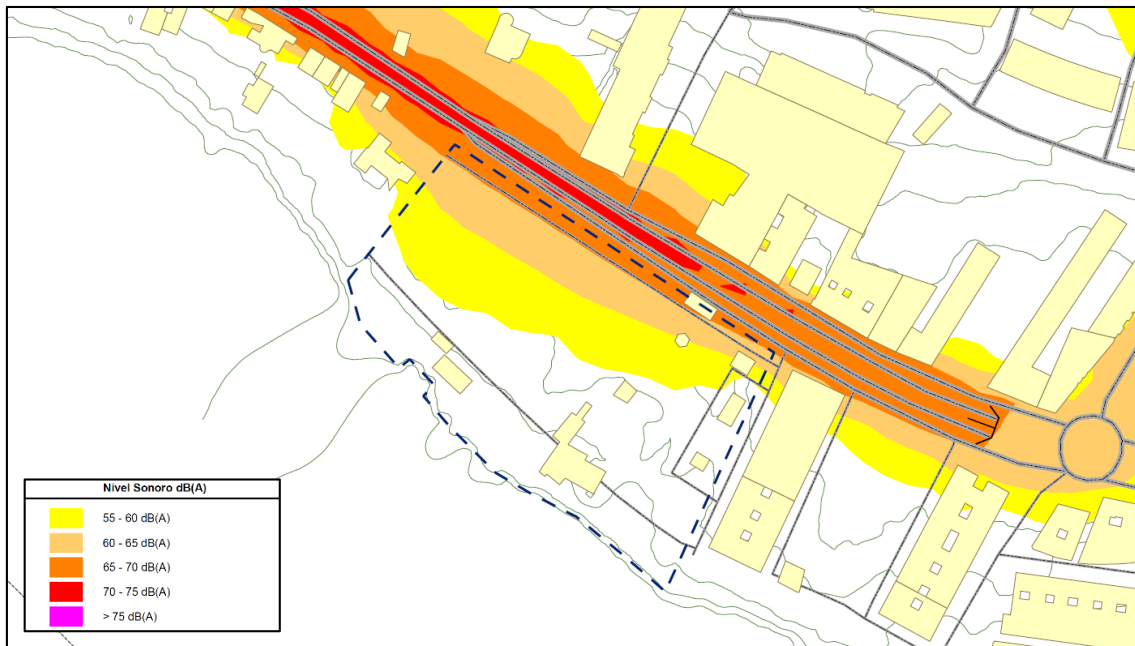 Nivel Sonoro dB(A)
55 - 60 dB(A)
60 - 65 dB(A)
65 - 70 dB(A)
70 - 75 dB(A)
> 75 dB(A)